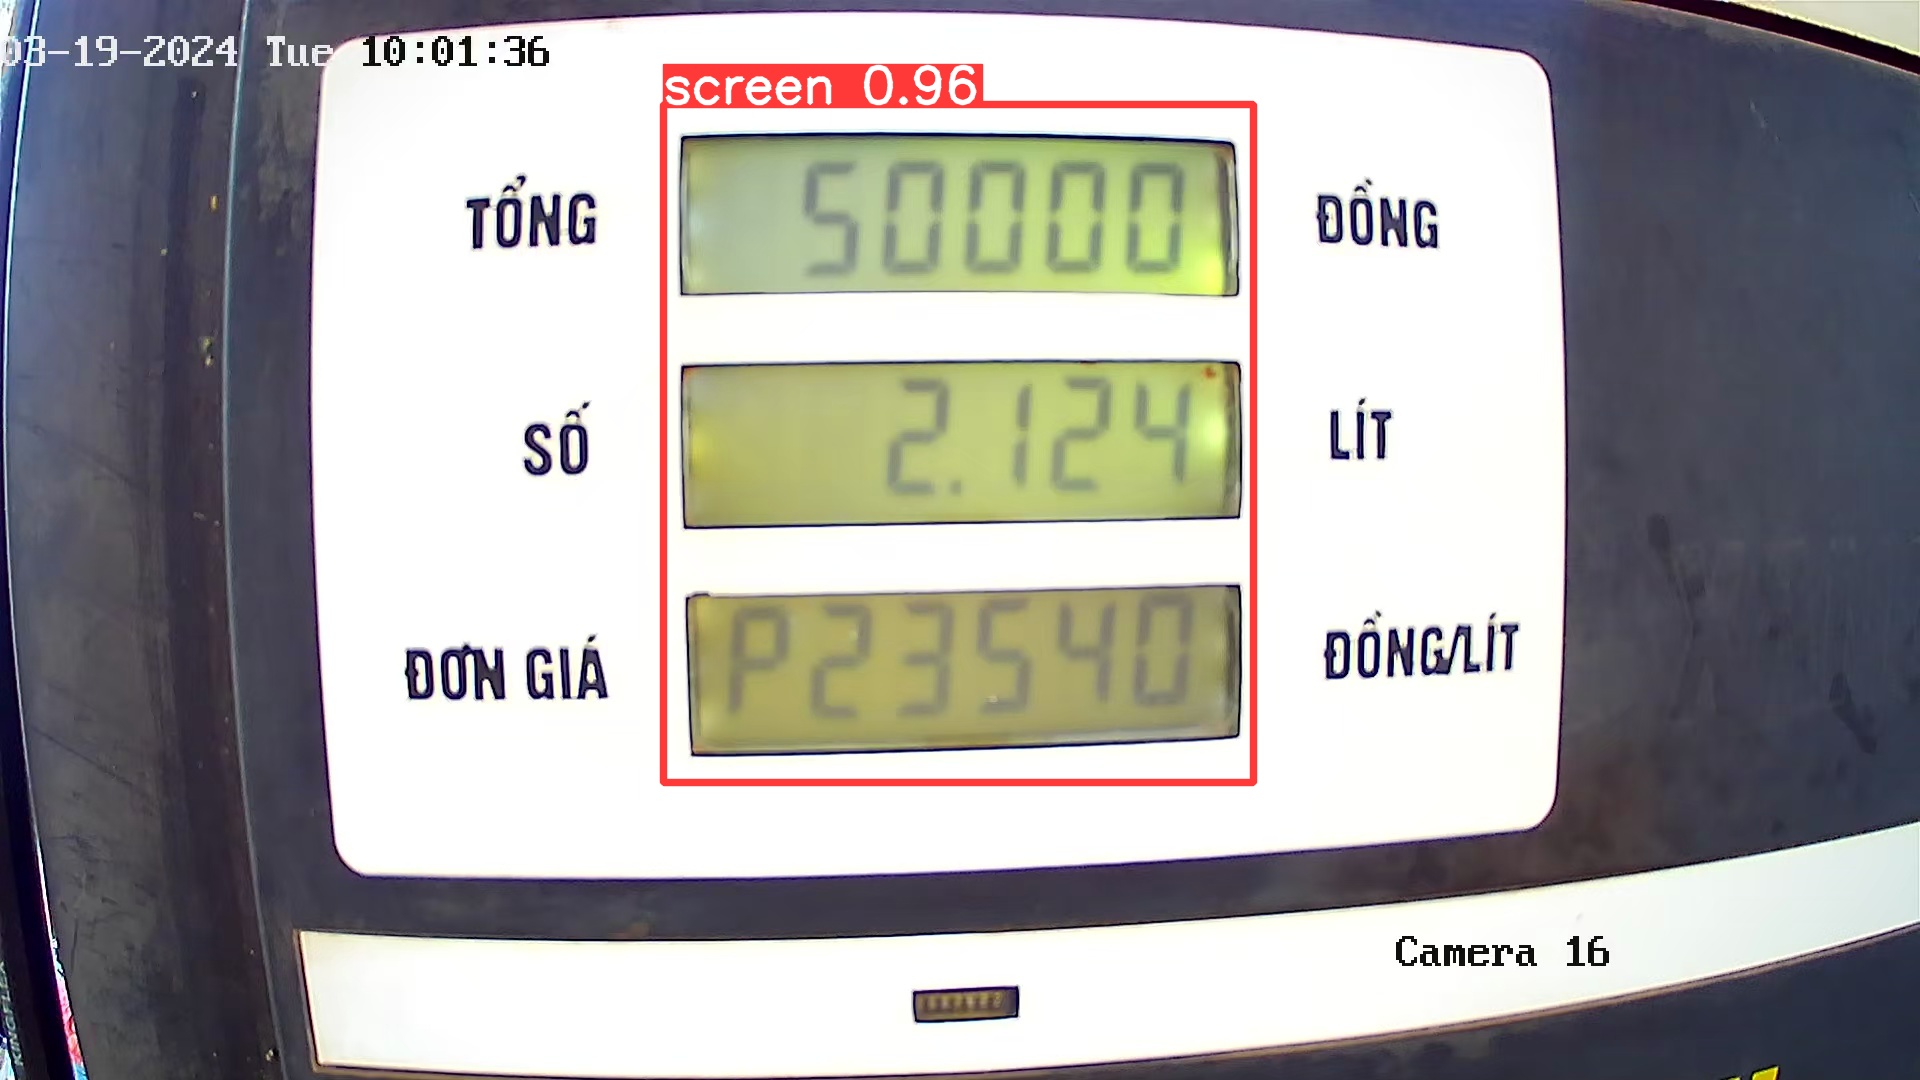 03-19-2024 Tue 10:01:36
screen 0.96
TỔNG 50000 ĐỒNG
SỐ 2.124 LÍT
ĐƠN GIÁ P23540 ĐỒNG/LÍT
Camera 16